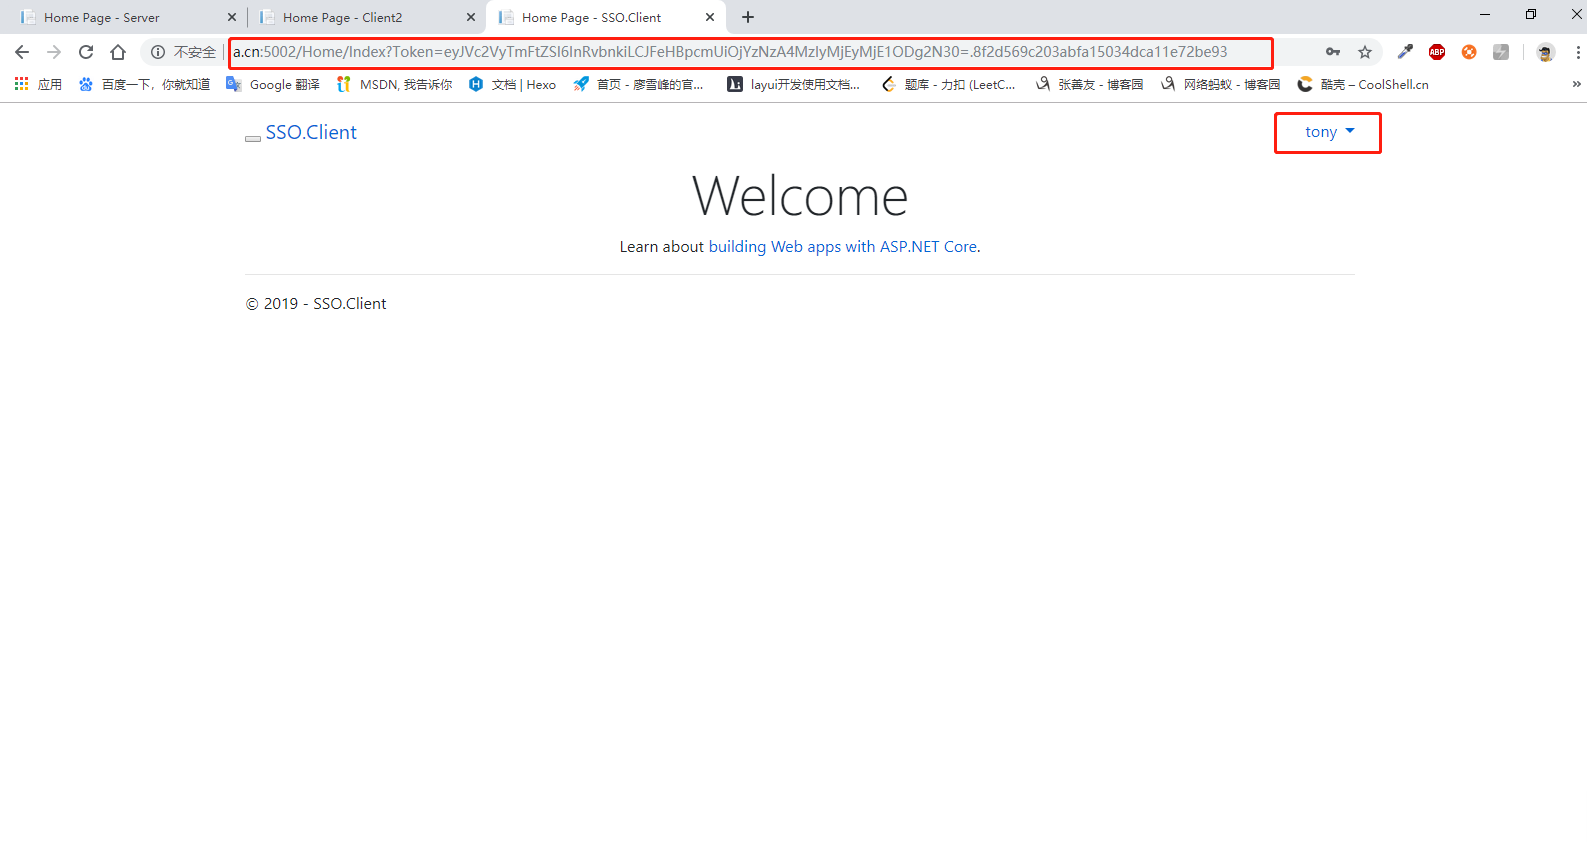 Home Page - Server
Home Page - Client2
Home Page - SSO.Client
不安全
a.cn:5002/Home/Index?Token=eyJVc2VyTmFtZSI6InRvbnkiLCJFeHBpcmUiOjYzNzA4MzIyMjEyMjE1ODg2N30=.8f2d569c203abfa15034dca11e72be93
ABP
应用
百度一下，你就知道
Google 翻译
MSDN, 我告诉你
文档 | Hexo
首页 - 廖雪峰的官...
layui开发使用文档...
题库 - 力扣 (LeetC...
张善友 - 博客园
网络蚂蚁 - 博客园
酷壳 – CoolShell.cn
SSO.Client
tony
Welcome
Learn about building Web apps with ASP.NET Core.
© 2019 - SSO.Client